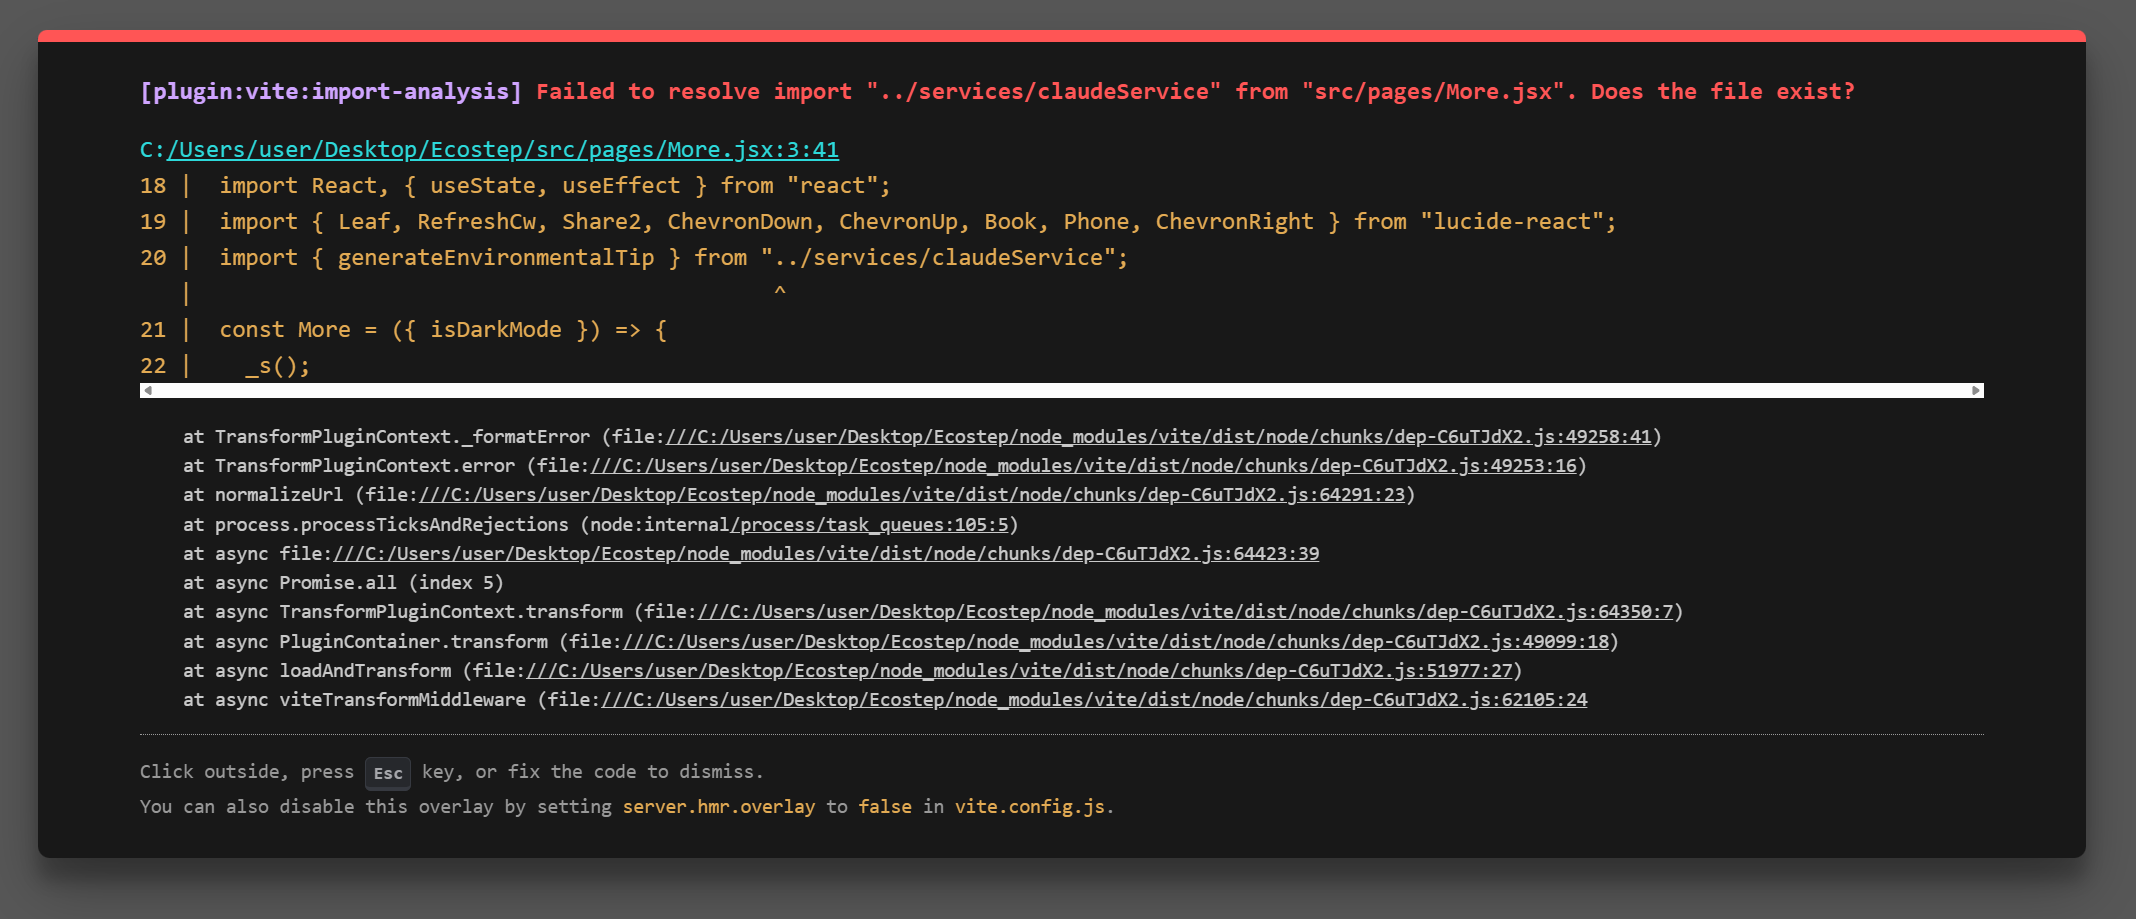 [plugin:vite:import-analysis] Failed to resolve import "../services/claudeService" from "src/pages/More.jsx". Does the file exist?
C:/Users/user/Desktop/Ecostep/src/pages/More.jsx:3:41
18 |  import React, { useState, useEffect } from "react";
19 |  import { Leaf, RefreshCw, Share2, ChevronDown, ChevronUp, Book, Phone, ChevronRight } from "lucide-react";
20 |  import { generateEnvironmentalTip } from "../services/claudeService";
   |                                            ^
21 |  const More = ({ isDarkMode }) => {
22 |    _s();
at TransformPluginContext._formatError (file:///C:/Users/user/Desktop/Ecostep/node_modules/vite/dist/node/chunks/dep-C6uTJdX2.js:49258:41)
at TransformPluginContext.error (file:///C:/Users/user/Desktop/Ecostep/node_modules/vite/dist/node/chunks/dep-C6uTJdX2.js:49253:16)
at normalizeUrl (file:///C:/Users/user/Desktop/Ecostep/node_modules/vite/dist/node/chunks/dep-C6uTJdX2.js:64291:23)
at process.processTicksAndRejections (node:internal/process/task_queues:105:5)
at async file:///C:/Users/user/Desktop/Ecostep/node_modules/vite/dist/node/chunks/dep-C6uTJdX2.js:64423:39
at async Promise.all (index 5)
at async TransformPluginContext.transform (file:///C:/Users/user/Desktop/Ecostep/node_modules/vite/dist/node/chunks/dep-C6uTJdX2.js:64350:7)
at async PluginContainer.transform (file:///C:/Users/user/Desktop/Ecostep/node_modules/vite/dist/node/chunks/dep-C6uTJdX2.js:49099:18)
at async loadAndTransform (file:///C:/Users/user/Desktop/Ecostep/node_modules/vite/dist/node/chunks/dep-C6uTJdX2.js:51977:27)
at async viteTransformMiddleware (file:///C:/Users/user/Desktop/Ecostep/node_modules/vite/dist/node/chunks/dep-C6uTJdX2.js:62105:24
Click outside, press Esc key, or fix the code to dismiss.
You can also disable this overlay by setting server.hmr.overlay to false in vite.config.js.